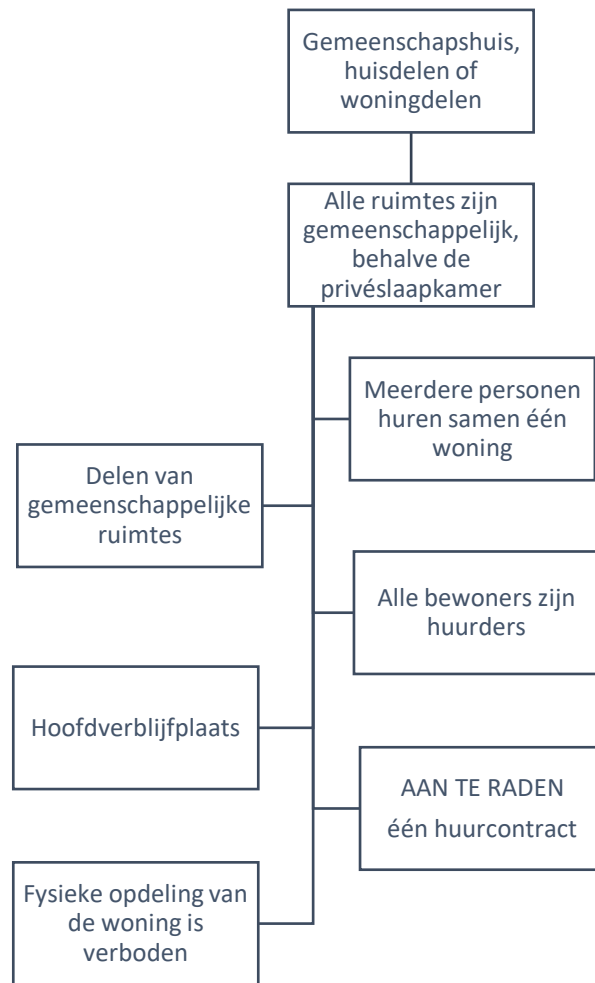 Gemeenschapshuis,
huisdelen of
woningdelen
Alle ruimtes zijn
gemeenschappelijk,
behalve de
privéslaapkamer
Meerdere personen
huren samen één
woning
Delen van
gemeenschappelijke
ruimtes
Alle bewoners zijn
huurders
Hoofdverblijfplaats
AAN TE RADEN
één huurcontract
Fysieke opdeling van
de woning is
verboden